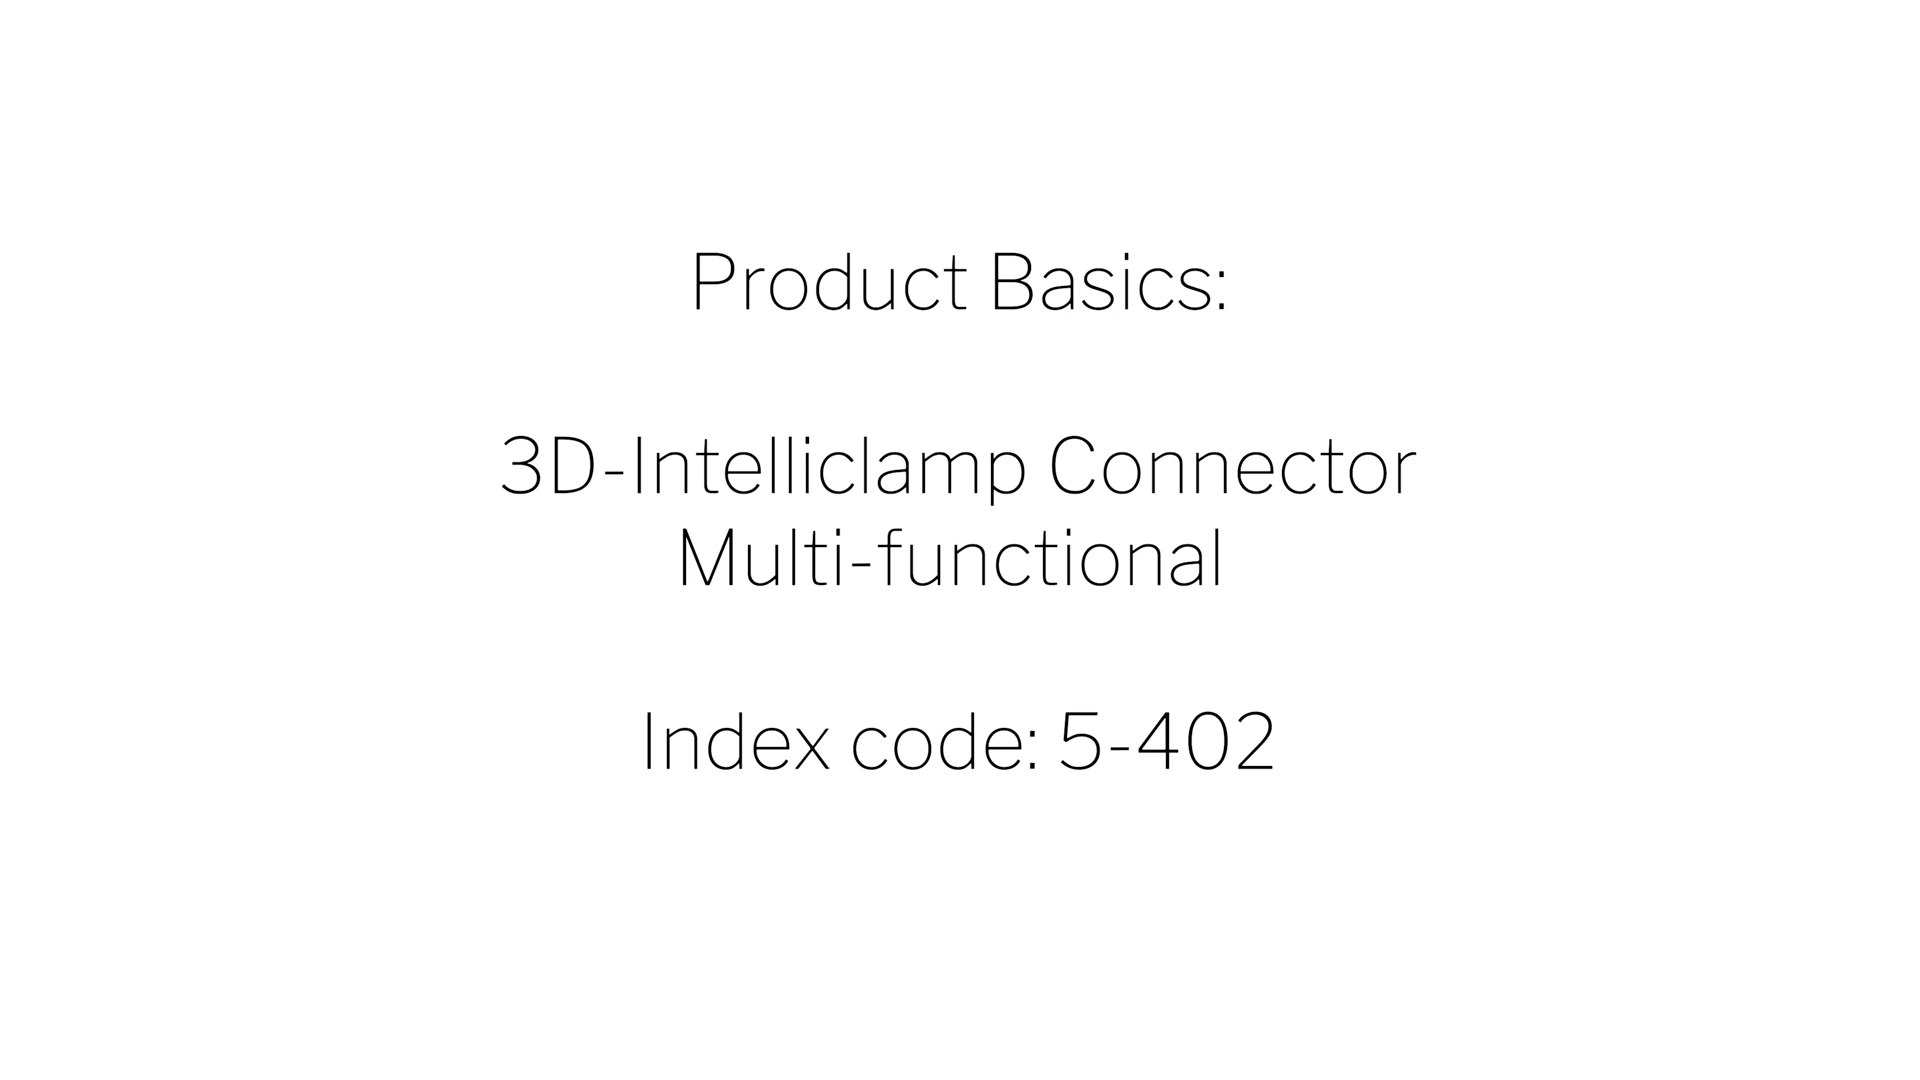 Product Basics:
3D-Intelliclamp Connector
Multi-functional
Index code: 5-402